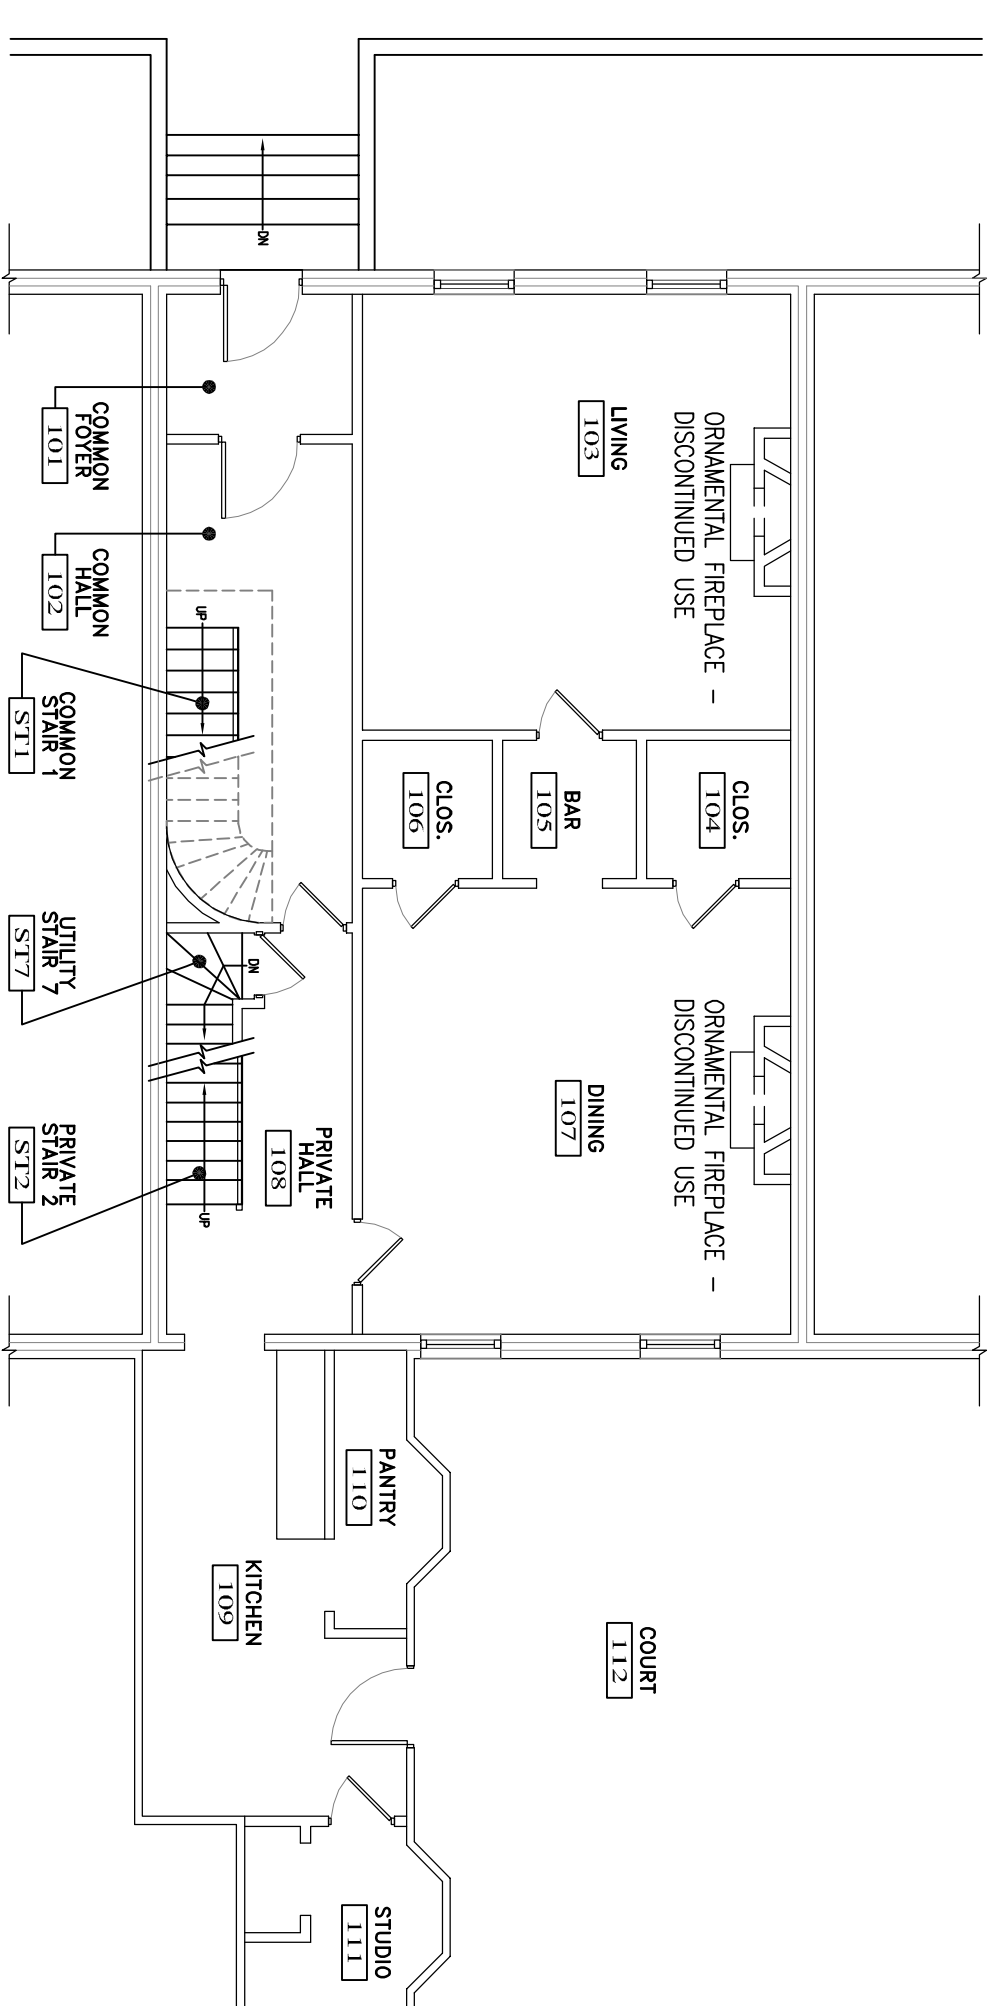 DN
COMMON
FOYER
101
COMMON
HALL
102
LIVING
103
ORNAMENTAL FIREPLACE -
DISCONTINUED USE
UP
COMMON
STAIR 1
ST1
CLOS.
104
BAR
105
CLOS.
106
UTILITY
STAIR 7
ST7
DN
ORNAMENTAL FIREPLACE -
DISCONTINUED USE
DINING
107
PRIVATE
HALL
108
PRIVATE
STAIR 2
ST2
UP
PANTRY
110
KITCHEN
109
COURT
112
STUDIO
111